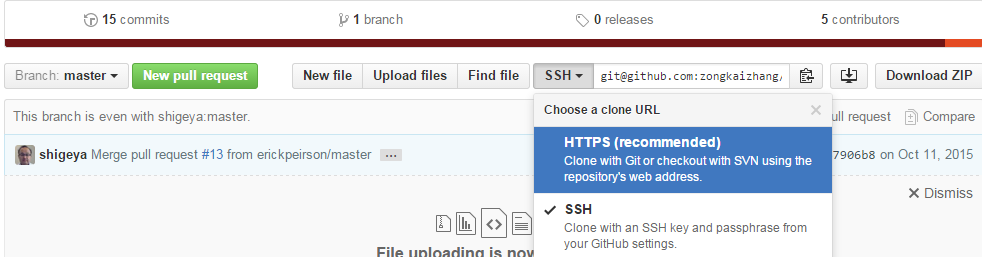 15 commits 1 branch 0 releases 5 contributors
Branch: master New pull request New file Upload files Find file SSH git@github.com:zongkaizhang/ Download ZIP
Choose a clone URL
This branch is even with shigeya:master. request Compare
HTTPS (recommended)
Clone with Git or checkout with SVN using the
repository's web address.
shigeya Merge pull request #13 from erickpeirson/master ... 7906b8 on Oct 11, 2015
Dismiss
SSH
Clone with an SSH key and passphrase from
your GitHub settings.
File uploading is now